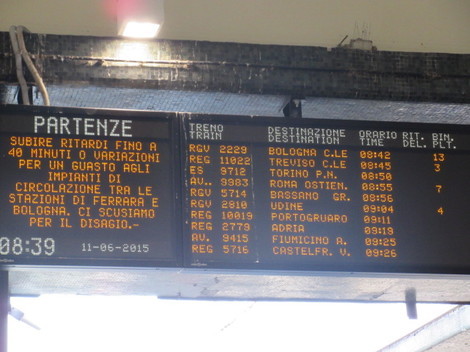 PARTENZE
SUBIRE RITARDI FINO A
40 MINUTI O VARIAZIONI
PER UN GUASTO AGLI
IMPIANTI DI
CIRCOLAZIONE TRA LE
STAZIONI DI FERRARA E
BOLOGNA. CI SCUSIAMO
PER IL DISAGIO.-
08:39 11-06-2015
TRENO DESTINAZIONE ORARIO RIT. BIN.
TRAIN DESTINATION TIME DEL. PLT.
RGV 2229 BOLOGNA C.LE 08:42 13
REG 11022 TREVISO C.LE 08:45 3
ES 9712 TORINO P.N. 08:50
AV.. 9983 ROMA OSTIEN. 08:55 7
RGV 5714 BASSANO GR. 08:56
RGV 2810 UDINE 09:04 4
REG 10019 PORTOGRUARO 09:11
REG 2779 ADRIA 09:19
AV. 9415 FIUMICINO A. 09:25
REG 5716 CASTELFR. V. 09:26